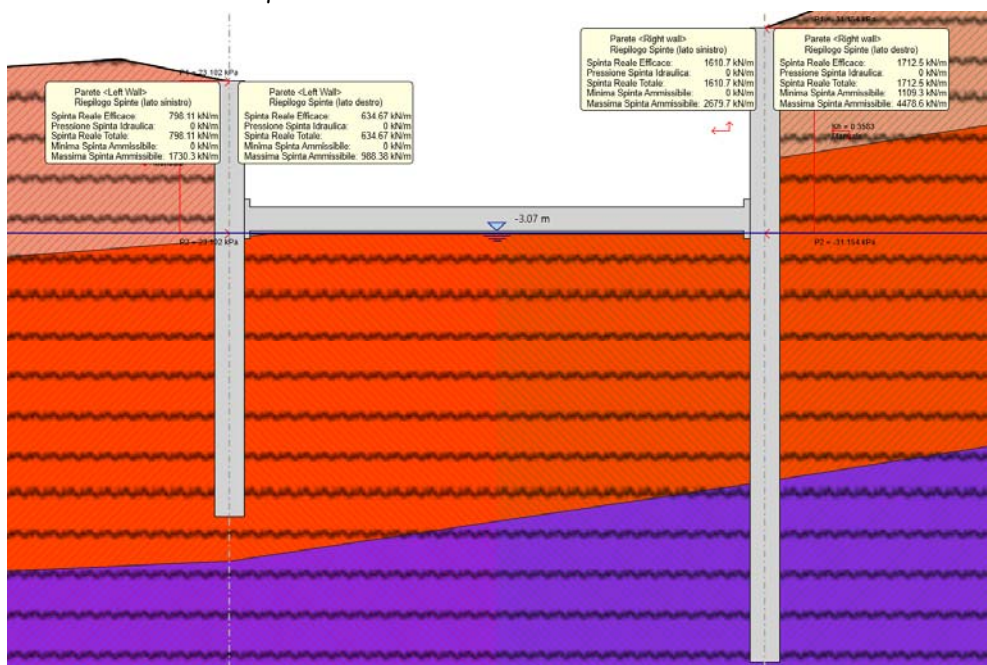 P1 = 73.102 kPa
Parete <Left Wall>
Riepilogo Spinte (lato sinistro)
Spinta Reale Efficace: 798.11 kN/m
Pressione Spinta Idraulica: 0 kN/m
Spinta Reale Totale: 798.11 kN/m
Minima Spinta Ammissibile: 0 kN/m
Massima Spinta Ammissibile: 1730.3 kN/m
Parete <Left Wall>
Riepilogo Spinte (lato destro)
Spinta Reale Efficace: 634.67 kN/m
Pressione Spinta Idraulica: 0 kN/m
Spinta Reale Totale: 634.67 kN/m
Minima Spinta Ammissibile: 0 kN/m
Massima Spinta Ammissibile: 988.38 kN/m
Parete <Right wall>
Riepilogo Spinte (lato sinistro)
Spinta Reale Efficace: 1610.7 kN/m
Pressione Spinta Idraulica: 0 kN/m
Spinta Reale Totale: 1610.7 kN/m
Minima Spinta Ammissibile: 0 kN/m
Massima Spinta Ammissibile: 2679.7 kN/m
Parete <Right wall>
Riepilogo Spinte (lato destro)
Spinta Reale Efficace: 1712.5 kN/m
Pressione Spinta Idraulica: 0 kN/m
Spinta Reale Totale: 1712.5 kN/m
Minima Spinta Ammissibile: 1109.3 kN/m
Massima Spinta Ammissibile: 4478.6 kN/m
Kh = 0.3583
-3.07 m
P2 = -31.154 kPa